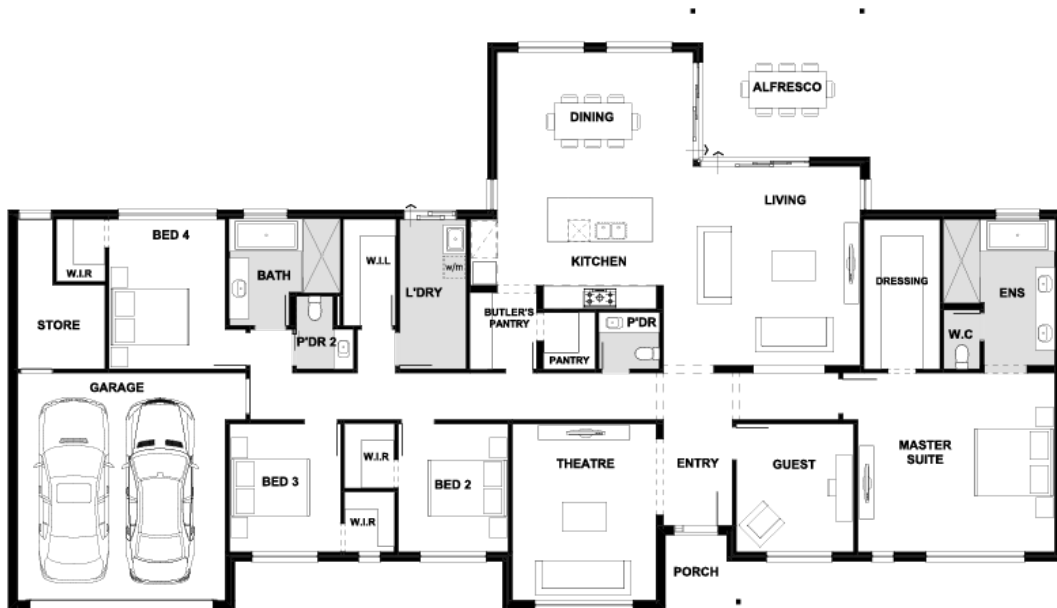 ALFRESCO
DINING
LIVING
BED 4
W.I.R
BATH
W.I.L
L'DRY
w/m
KITCHEN
DRESSING
ENS
STORE
P'DR 2
BUTLER'S
PANTRY
PANTRY
P'DR
W.C
GARAGE
BED 3
W.I.R
W.I.R
BED 2
THEATRE
ENTRY
GUEST
MASTER
SUITE
PORCH